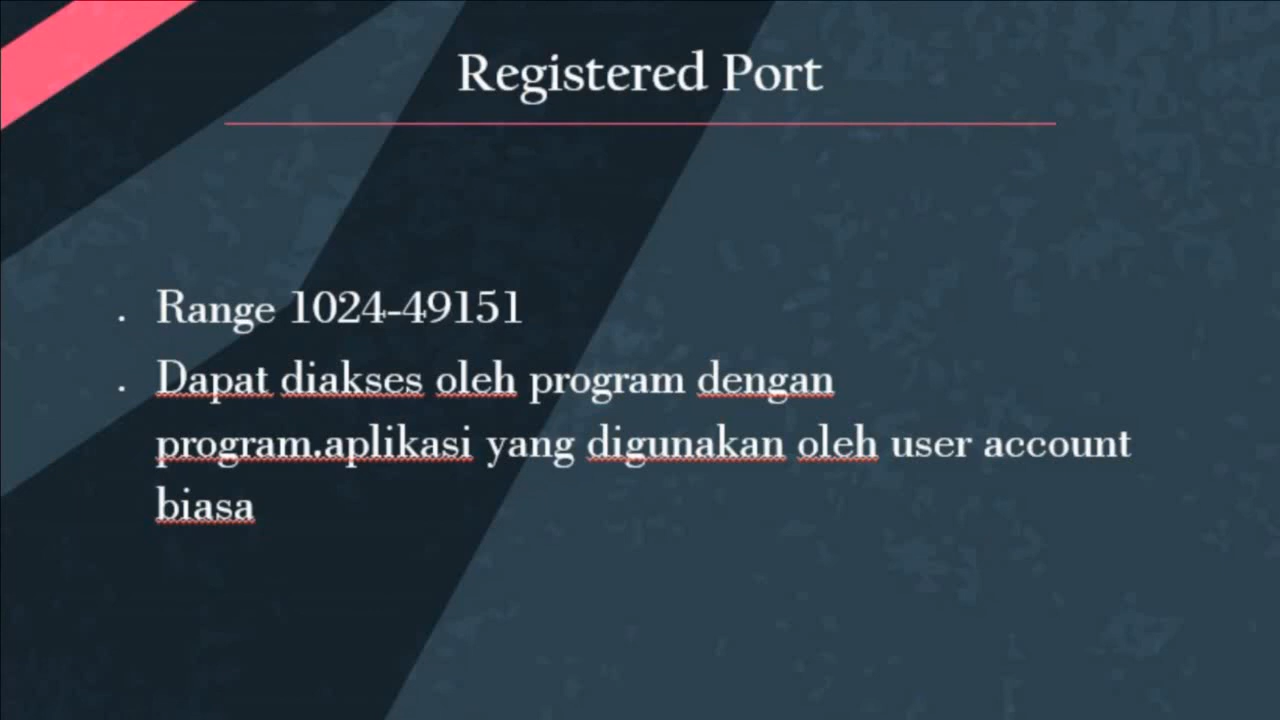 Registered Port
. Range 1024-49151
. Dapat diakses oleh program dengan
program.aplikasi yang digunakan oleh user account
biasa